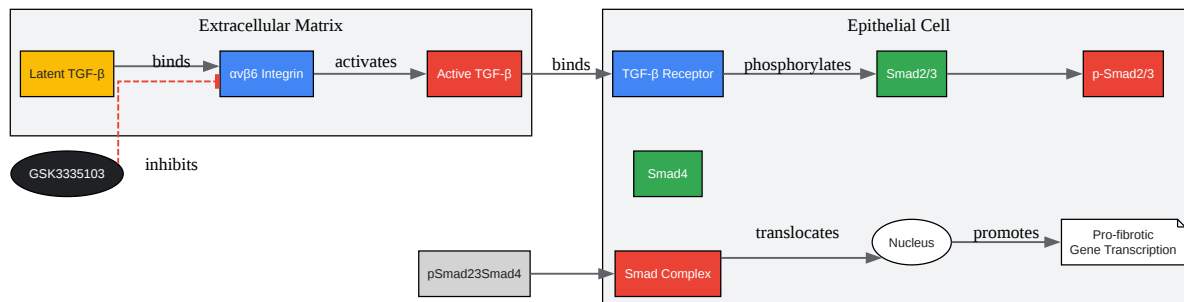 Extracellular Matrix
Epithelial Cell
Latent TGF-β
binds
αvβ6 Integrin
activates
Active TGF-β
binds
TGF-β Receptor
phosphorylates
Smad2/3
p-Smad2/3
GSK3335103
inhibits
Smad4
pSmad23Smad4
Smad Complex
translocates
Nucleus
promotes
Pro-fibrotic
Gene Transcription